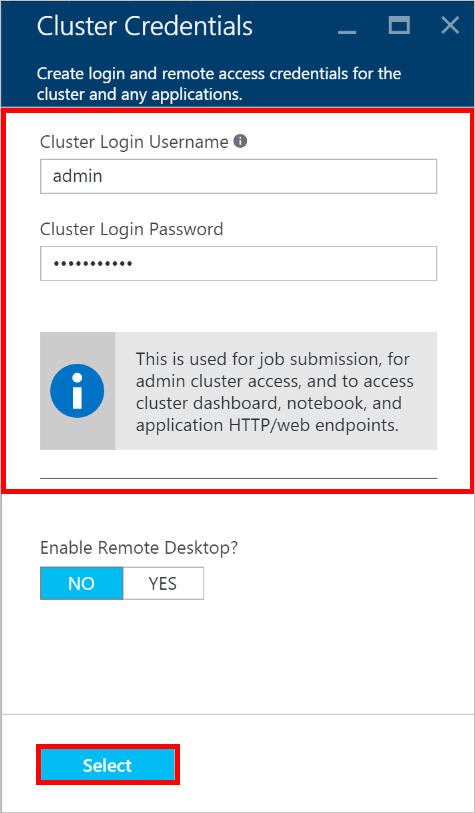 Cluster Credentials
Create login and remote access credentials for the
cluster and any applications.
Cluster Login Username
admin
Cluster Login Password
•••••••••••
This is used for job submission, for
admin cluster access, and to access
cluster dashboard, notebook, and
application HTTP/web endpoints.
Enable Remote Desktop?
NO YES
Select